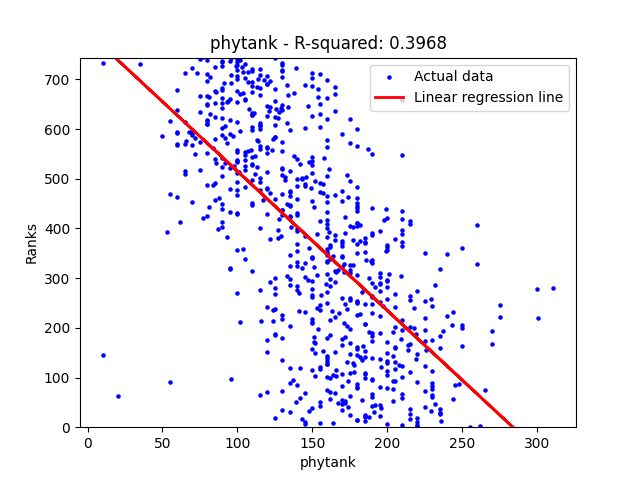 phytank - R-squared: 0.3968
Actual data
Linear regression line
Ranks
700
600
500
400
300
200
100
0
0 50 100 150 200 250 300
phytank